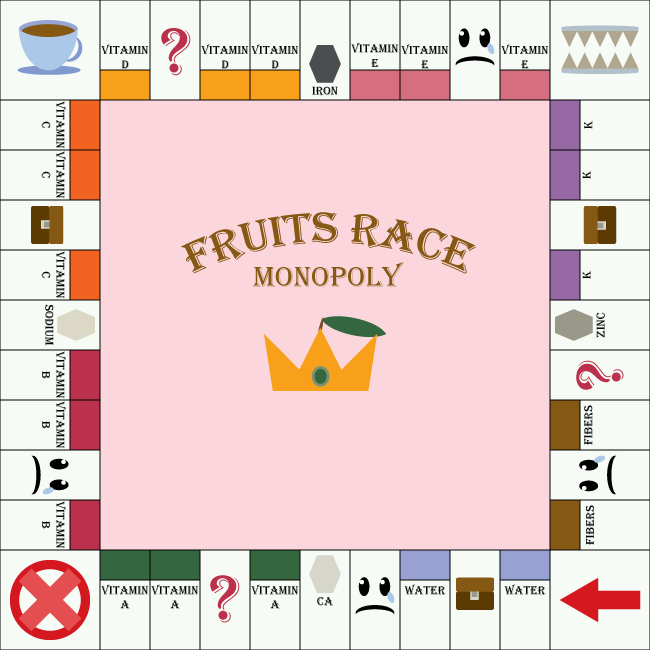 VITAMIN
D
?
VITAMIN
D
VITAMIN
D
IRON
VITAMIN
E
VITAMIN
E
VITAMIN
E
VITAMIN
C
VITAMIN
C
VITAMIN
C
SODIUM
VITAMIN
B
VITAMIN
B
VITAMIN
B
FRUITS RACE
MONOPOLY
K
K
K
ZINC
?
FIBERS
FIBERS
VITAMIN
A
VITAMIN
A
?
VITAMIN
A
CA
WATER
WATER